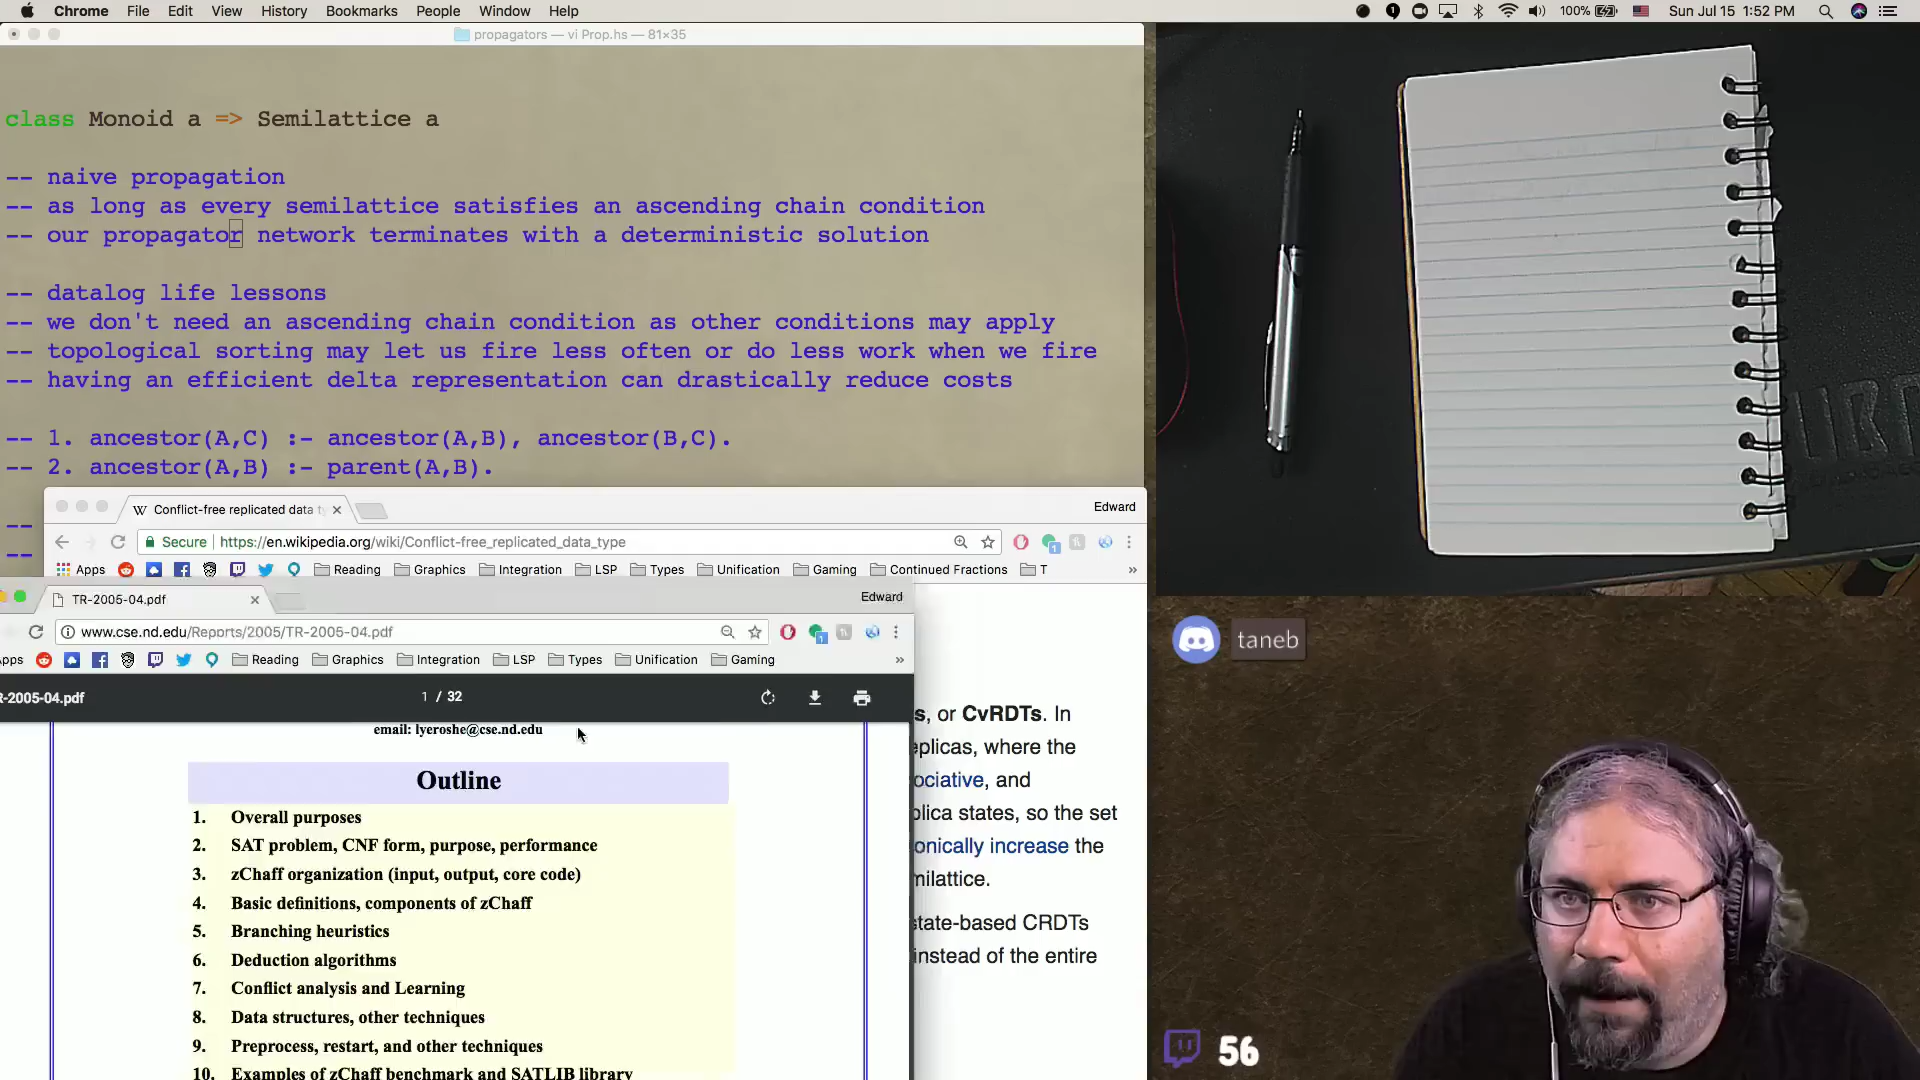 Chrome File Edit View History Bookmarks People Window Help
1 100% Sun Jul 15 1:52 PM
propagators — vi Prop.hs — 81×35
class Monoid a => Semilattice a
-- naive propagation
-- as long as every semilattice satisfies an ascending chain condition
-- our propagator network terminates with a deterministic solution
-- datalog life lessons
-- we don't need an ascending chain condition as other conditions may apply
-- topological sorting may let us fire less often or do less work when we fire
-- having an efficient delta representation can drastically reduce costs
-- 1. ancestor(A,C) :- ancestor(A,B), ancestor(B,C).
-- 2. ancestor(A,B) :- parent(A,B).
--
--
Conflict-free replicated data t
Edward
Secure https://en.wikipedia.org/wiki/Conflict-free_replicated_data_type
1
Apps Reading Graphics Integration LSP Types Unification Gaming Continued Fractions T »
TR-2005-04.pdf
Edward
www.cse.nd.edu/Reports/2005/TR-2005-04.pdf
1
pps Reading Graphics Integration LSP Types Unification Gaming »
R-2005-04.pdf 1 / 32
email: lyeroshe@cse.nd.edu
Outline
1. Overall purposes
2. SAT problem, CNF form, purpose, performance
3. zChaff organization (input, output, core code)
4. Basic definitions, components of zChaff
5. Branching heuristics
6. Deduction algorithms
7. Conflict analysis and Learning
8. Data structures, other techniques
9. Preprocess, restart, and other techniques
10. Examples of zChaff benchmark and SATLIB library
s, or CvRDTs. In
eplicas, where the
ociative, and
plica states, so the set
onically increase the
milattice.
state-based CRDTs
instead of the entire
taneb
56